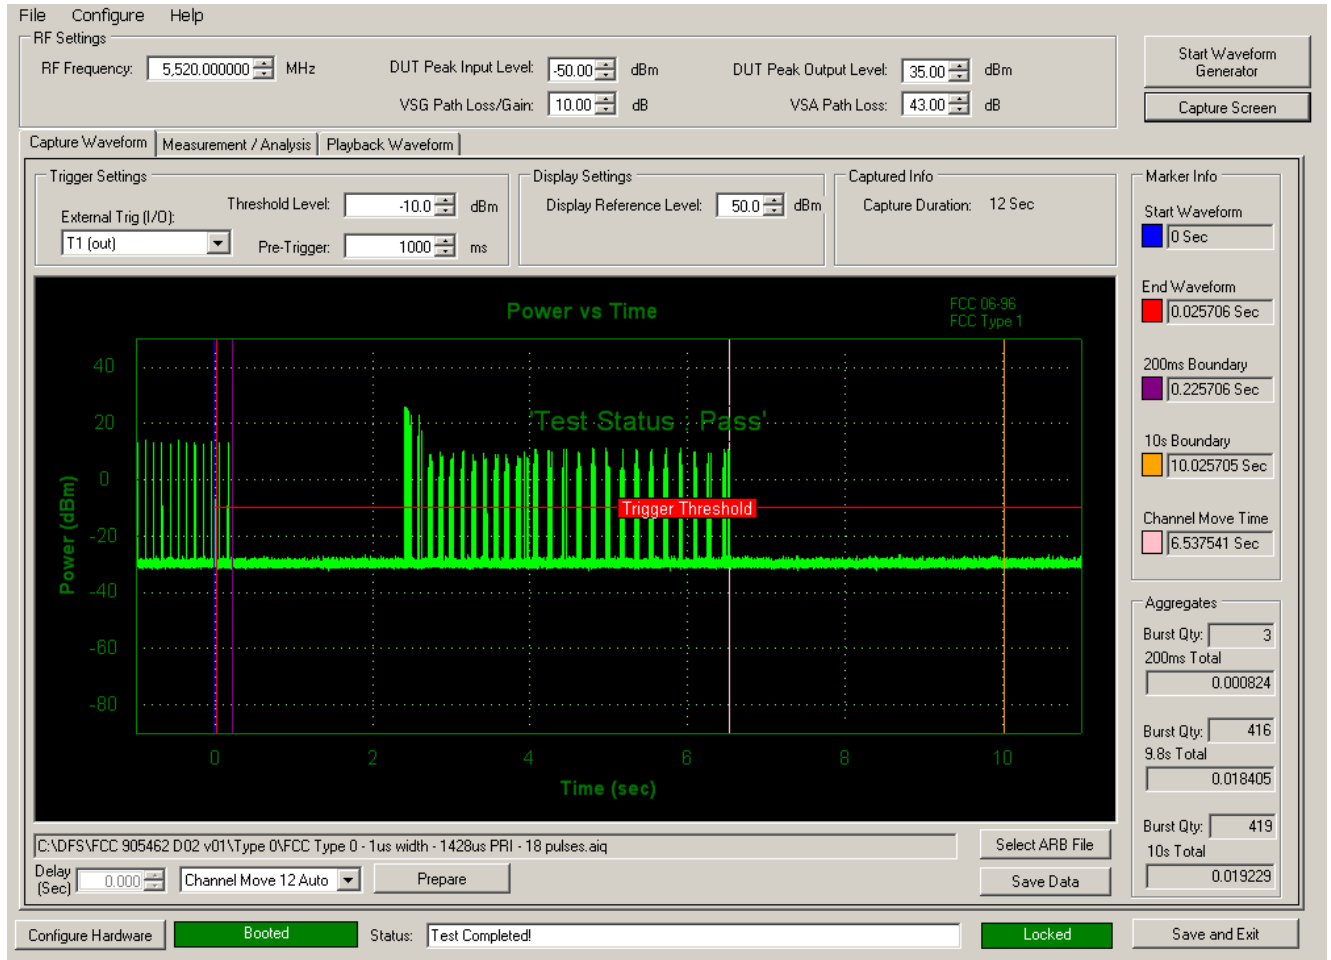 File Configure Help
RF Settings
RF Frequency: 5,520.000000 MHz
DUT Peak Input Level: -50.00 dBm
DUT Peak Output Level: 35.00 dBm
VSG Path Loss/Gain: 10.00 dB
VSA Path Loss: 43.00 dB
Start Waveform
Generator
Capture Screen
Capture Waveform Measurement / Analysis Playback Waveform
Trigger Settings
External Trig (I/O):
T1 (out)
Threshold Level: -10.0 dBm
Pre-Trigger: 1000 ms
Display Settings
Display Reference Level: 50.0 dBm
Captured Info
Capture Duration: 12 Sec
Marker Info
Start Waveform
0 Sec
End Waveform
0.025706 Sec
200ms Boundary
0.225706 Sec
10s Boundary
10.025705 Sec
Channel Move Time
6.537541 Sec
Power vs Time
FCC 06-96
FCC Type 1
'Test Status : Pass'
Trigger Threshold
Power (dBm)
40
20
0
-20
-40
-60
-80
0 2 4 6 8 10
Time (sec)
Aggregates
Burst Qty: 3
200ms Total
0.000824
Burst Qty: 416
9.8s Total
0.018405
Burst Qty: 419
10s Total
0.019229
C:\DFS\FCC 905462 D02 v01\Type 0\FCC Type 0 - 1us width - 1428us PRI - 18 pulses.aiq
Select ARB File
Delay
(Sec) 0.000
Channel Move 12 Auto
Prepare
Save Data
Configure Hardware
Booted
Status: Test Completed!
Locked
Save and Exit